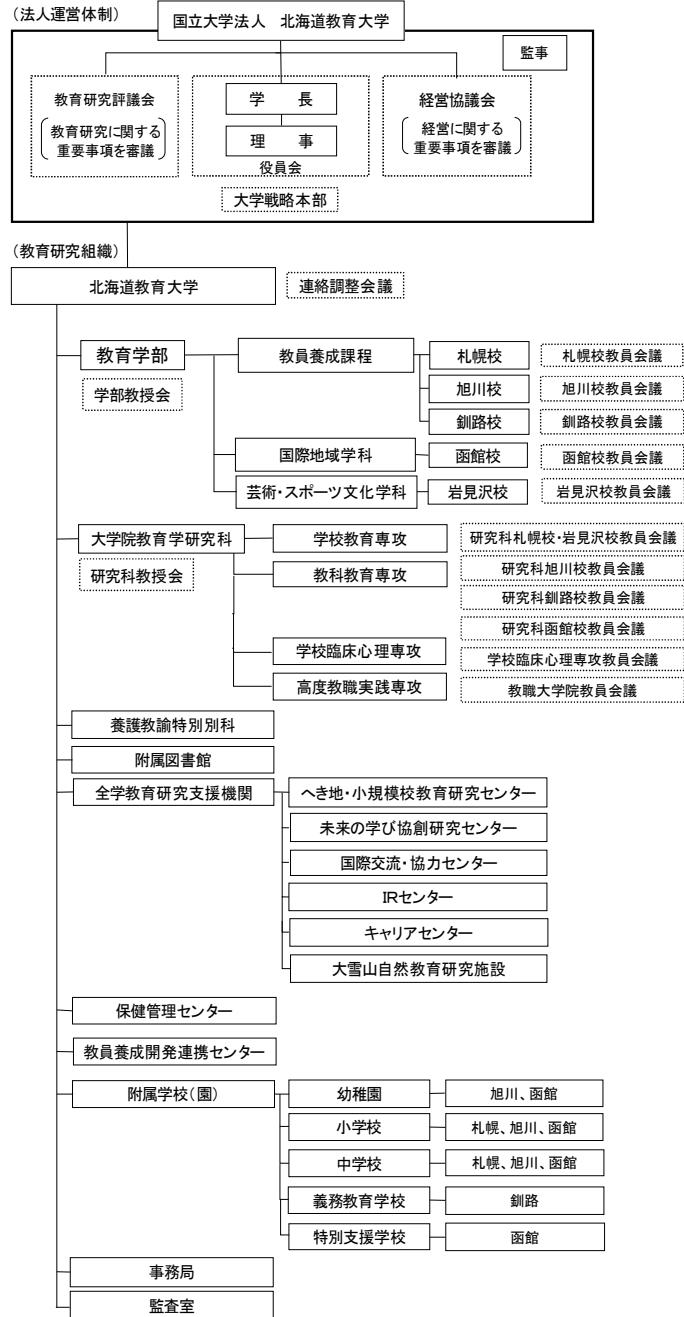 (法人運営体制)
国立大学法人 北海道教育大学
監事
教育研究評議会
教育研究に関する
重要事項を審議
学 長
理 事
役員会
経営協議会
経営に関する
重要事項を審議
大学戦略本部
(教育研究組織)
北海道教育大学
連絡調整会議
教育学部
学部教授会
教員養成課程
札幌校
札幌校教員会議
旭川校
旭川校教員会議
釧路校
釧路校教員会議
国際地域学科
函館校
函館校教員会議
芸術・スポーツ文化学科
岩見沢校
岩見沢校教員会議
大学院教育学研究科
研究科教授会
学校教育専攻
研究科札幌校・岩見沢校教員会議
教科教育専攻
研究科旭川校教員会議
研究科釧路校教員会議
研究科函館校教員会議
学校臨床心理専攻
学校臨床心理専攻教員会議
高度教職実践専攻
教職大学院教員会議
養護教諭特別別科
附属図書館
全学教育研究支援機関
へき地・小規模校教育研究センター
未来の学び協創研究センター
国際交流・協力センター
IRセンター
キャリアセンター
大雪山自然教育研究施設
保健管理センター
教員養成開発連携センター
附属学校(園)
幼稚園
旭川、函館
小学校
札幌、旭川、函館
中学校
札幌、旭川、函館
義務教育学校
釧路
特別支援学校
函館
事務局
監査室